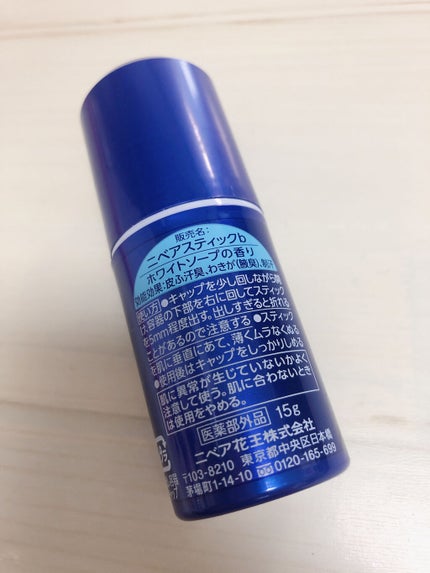 販売名:
ニベアスティックb
ホワイトソープの香り
効能効果:皮ふ汗臭、わきが(腋臭)、制汗
使い方 ●キャップを少し回しながら
け、容器の下部を右に回してスティック
を5mm程度出す。出しすぎると折れる
ことがあるので注意する ●スティック
を肌に垂直にあて、薄くムラなくぬる
●使用後はキャップをしっかりしめる
肌に異常が生じていないかよく
注意して使う。肌に合わないとき
は使用をやめる。
医薬部外品 15g
ニベア花王株式会社
〒103-8210 東京都中央区日本橋
茅場町1-14-10 0120-165-699